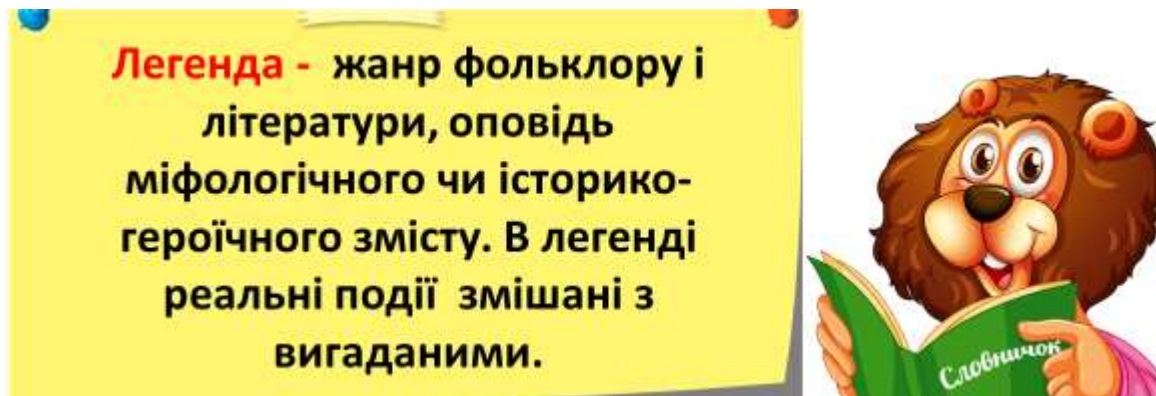 Легенда - жанр фольклору і
літератури, оповідь
міфологічного чи історико-
героїчного змісту. В легенді
реальні події змішані з
вигаданими.
Словничок